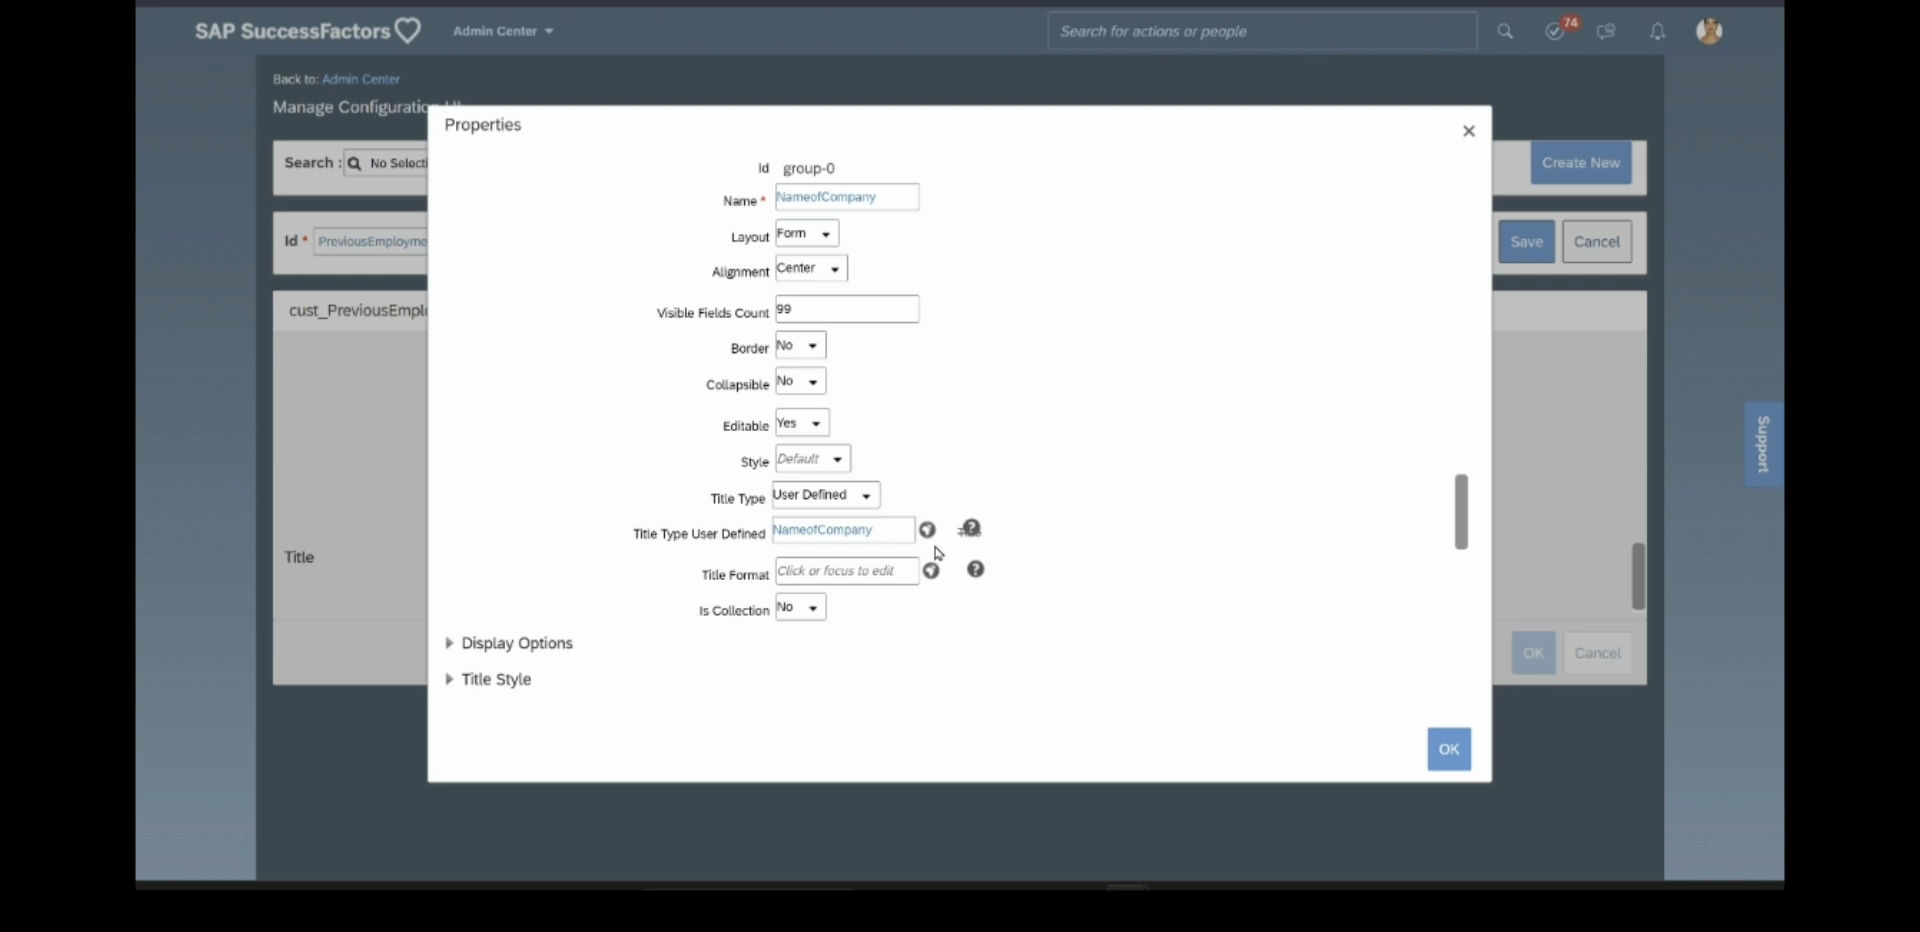 SAP SuccessFactors
Admin Center
Search for actions or people
74
Back to: Admin Center
Manage Configuration
Properties
Search :
No Selecti
Create New
Id group-0
Name * NameofCompany
Layout Form
Id *
PreviousEmployme
Save
Cancel
Alignment Center
cust_PreviousEmplo
Visible Fields Count 99
Border No
Collapsible No
Editable Yes
Style Default
Title Type User Defined
Title Type User Defined NameofCompany
Title
Title Format Click or focus to edit
Is Collection No
Display Options
Title Style
OK
Cancel
OK
Support